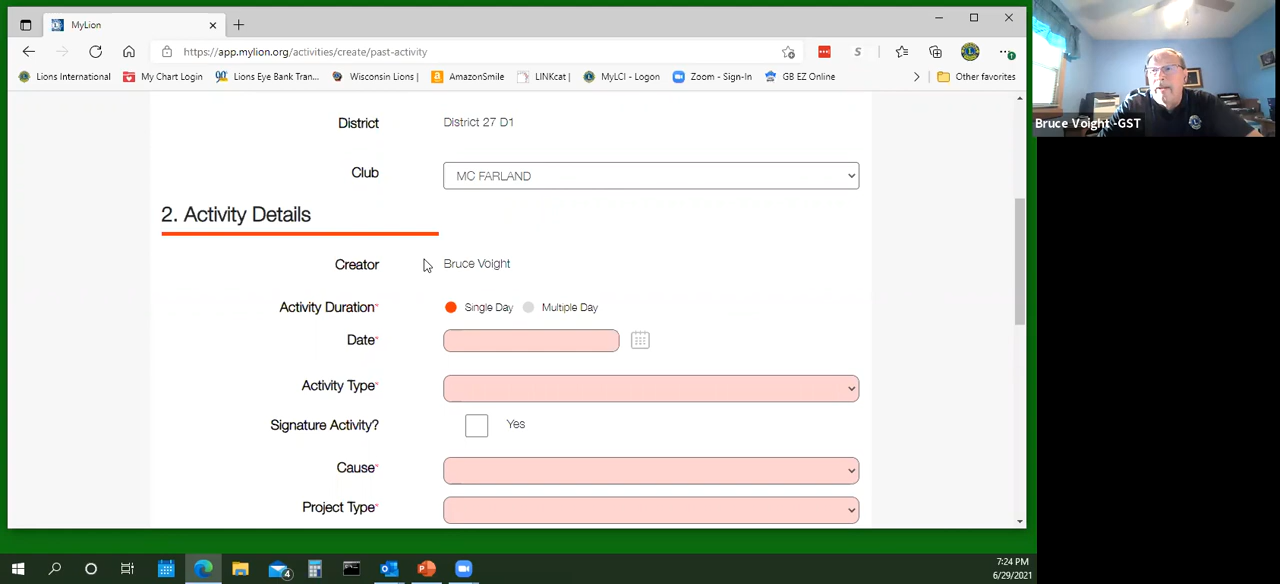 MyLion
https://app.mylion.org/activities/create/past-activity
Lions International My Chart Login Lions Eye Bank Tran... Wisconsin Lions | AmazonSmile LINKcat | MyLCI - Logon Zoom - Sign-In GB EZ Online Other favorites
District District 27 D1
Club MC FARLAND
2. Activity Details
Creator Bruce Voight
Activity Duration* Single Day Multiple Day
Date*
Activity Type*
Signature Activity? Yes
Cause*
Project Type*
Bruce Voight -GST
4
7:24 PM
6/29/2021